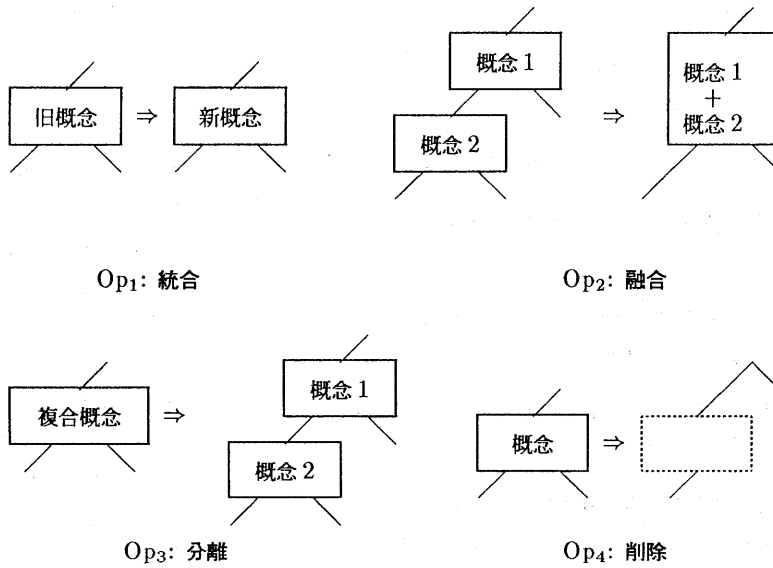 旧概念 ⇒ 新概念
概念 1
概念 2
⇒
概念 1
+
概念 2
Op₁: 統合
Op₂: 融合
複合概念 ⇒
概念 1
概念 2
概念 ⇒
Op₃: 分離
Op₄: 削除